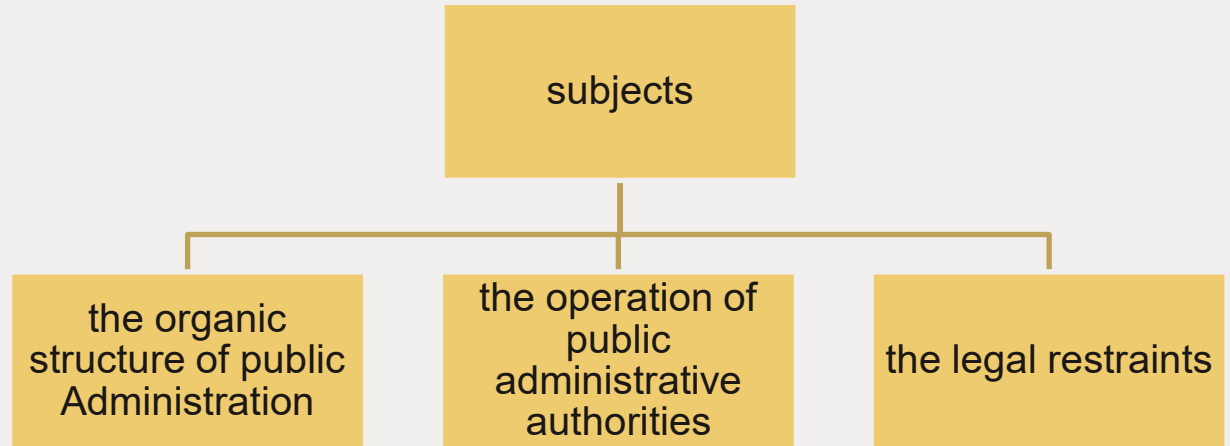 subjects
the organic
structure of public
Administration
the operation of
public
administrative
authorities
the legal restraints